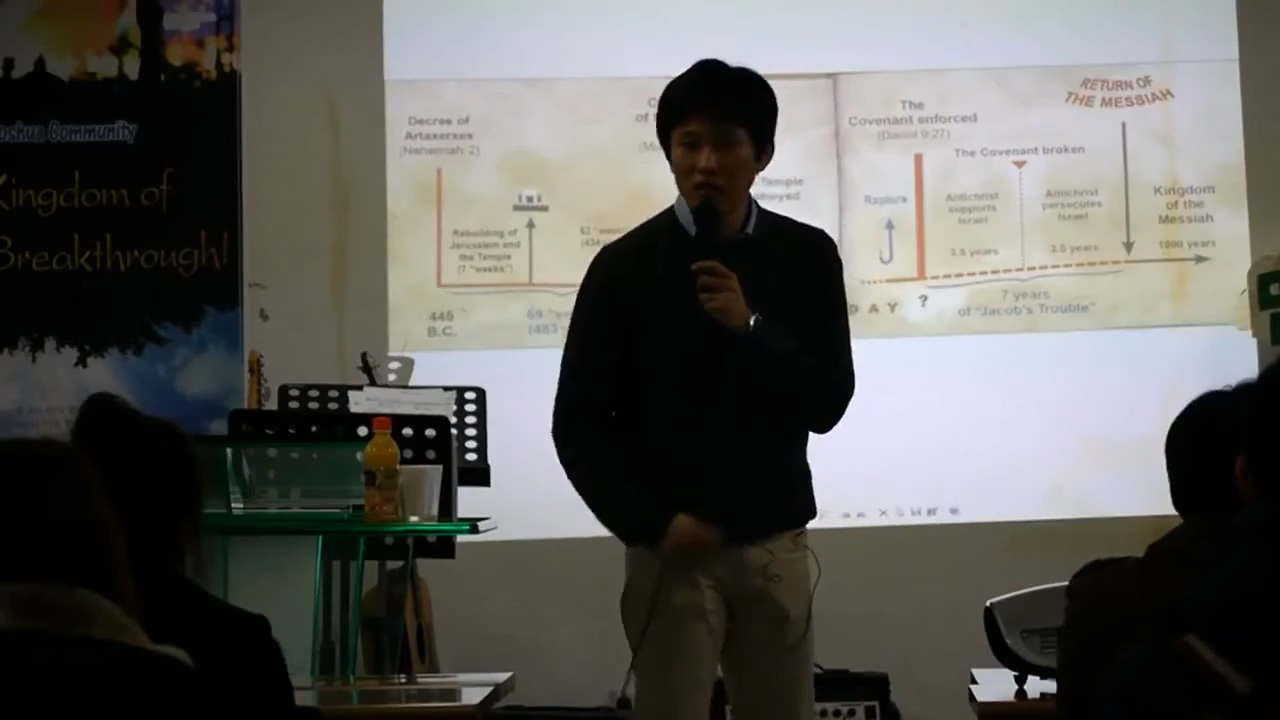 oshua Community
Kingdom of
Breakthrough!
Decree of
Artaxerxes
(Nehemiah 2)
Rebuilding of
Jerusalem and
the Temple
(7 "weeks")
445
B.C.
Temple
The
Covenant enforced
(Daniel 9:27)
The Covenant broken
RETURN OF
THE MESSIAH
Rapture
Antichrist
supports
Israel
3.5 years
Antichrist
persecutes
Israel
3.5 years
Kingdom
of the
Messiah
1000 years
D A Y ?
7 years
of "Jacob's Trouble"